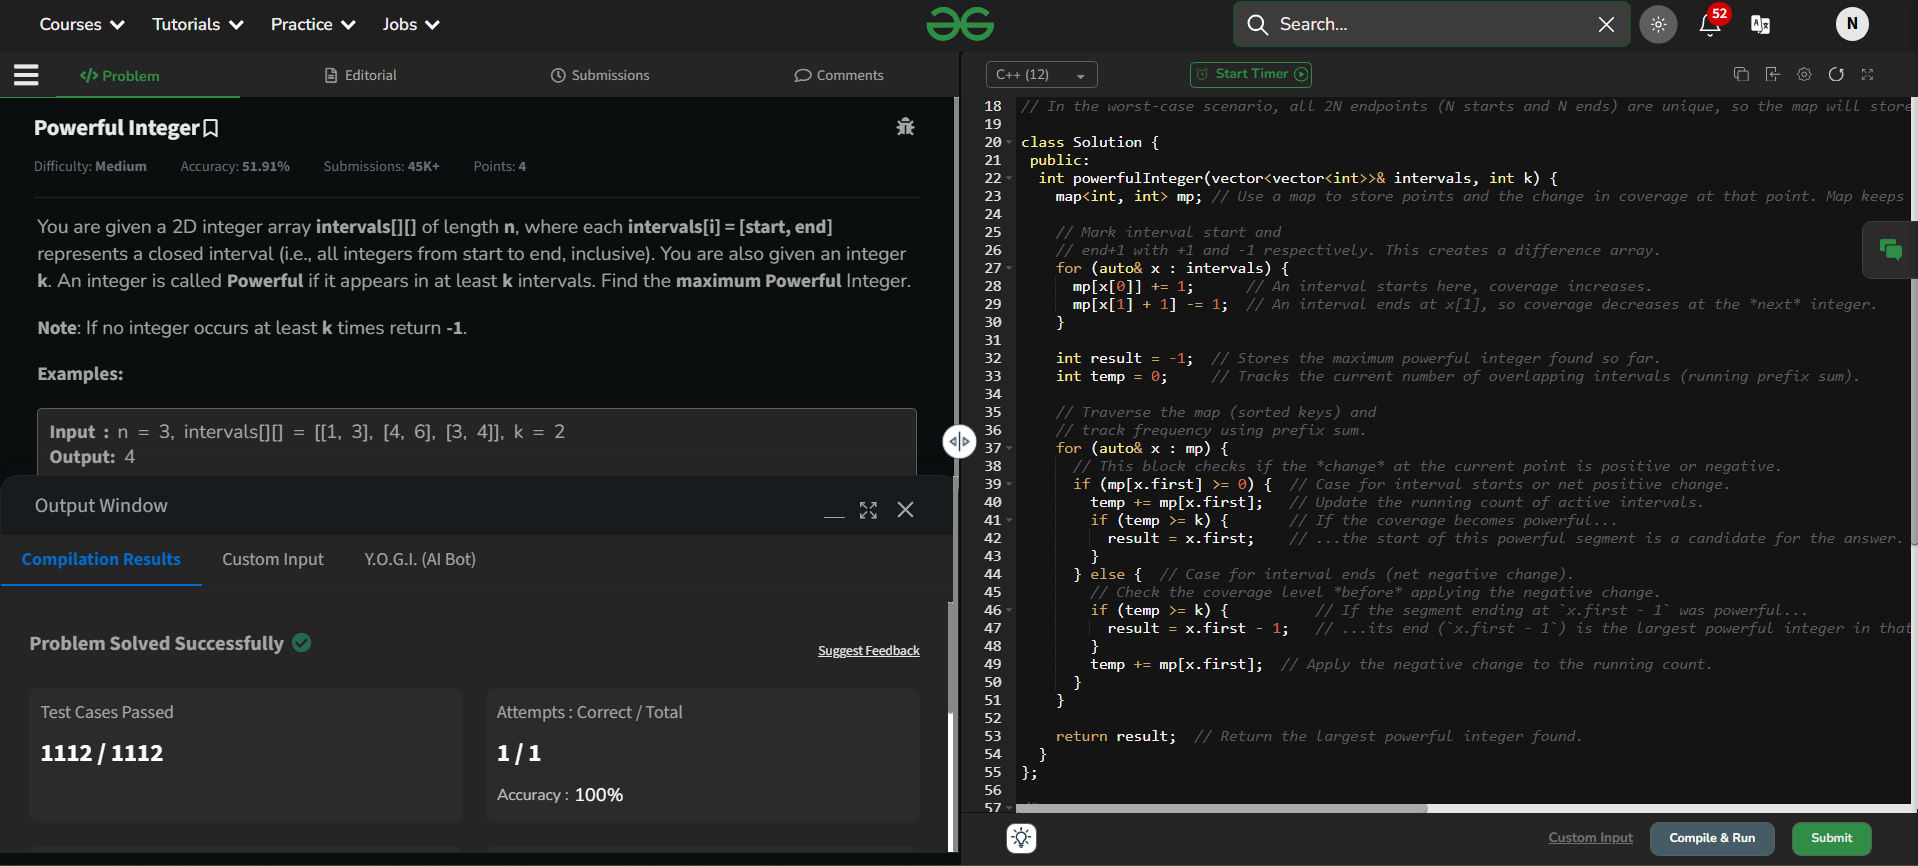 Courses Tutorials Practice Jobs Search... 52 N
</> Problem Editorial Submissions Comments
C++ (12) Start Timer
Powerful Integer
Difficulty: Medium Accuracy: 51.91% Submissions: 45K+ Points: 4
You are given a 2D integer array intervals[][] of length n, where each intervals[i] = [start, end]
represents a closed interval (i.e., all integers from start to end, inclusive). You are also given an integer
k. An integer is called Powerful if it appears in at least k intervals. Find the maximum Powerful Integer.
Note: If no integer occurs at least k times return -1.
Examples:
Input : n = 3, intervals[][] = [[1, 3], [4, 6], [3, 4]], k = 2
Output: 4
Output Window
Compilation Results Custom Input Y.O.G.I. (AI Bot)
Problem Solved Successfully
Suggest Feedback
Test Cases Passed
1112 / 1112
Attempts : Correct / Total
1 / 1
Accuracy : 100%
18 // In the worst-case scenario, all 2N endpoints (N starts and N ends) are unique, so the map will store
19
20 class Solution {
21 public:
22 int powerfulInteger(vector<vector<int>>& intervals, int k) {
23 map<int, int> mp; // Use a map to store points and the change in coverage at that point. Map keeps
24
25 // Mark interval start and
26 // end+1 with +1 and -1 respectively. This creates a difference array.
27 for (auto& x : intervals) {
28 mp[x[0]] += 1; // An interval starts here, coverage increases.
29 mp[x[1] + 1] -= 1; // An interval ends at x[1], so coverage decreases at the *next* integer.
30 }
31
32 int result = -1; // Stores the maximum powerful integer found so far.
33 int temp = 0; // Tracks the current number of overlapping intervals (running prefix sum).
34
35 // Traverse the map (sorted keys) and
36 // track frequency using prefix sum.
37 for (auto& x : mp) {
38 // This block checks if the *change* at the current point is positive or negative.
39 if (mp[x.first] >= 0) { // Case for interval starts or net positive change.
40 temp += mp[x.first]; // Update the running count of active intervals.
41 if (temp >= k) { // If the coverage becomes powerful...
42 result = x.first; // ...the start of this powerful segment is a candidate for the answer.
43 }
44 } else { // Case for interval ends (net negative change).
45 // Check the coverage level *before* applying the negative change.
46 if (temp >= k) { // If the segment ending at `x.first - 1` was powerful...
47 result = x.first - 1; // ...its end (`x.first - 1`) is the largest powerful integer in that
48 }
49 temp += mp[x.first]; // Apply the negative change to the running count.
50 }
51 }
52
53 return result; // Return the largest powerful integer found.
54 }
55 };
56
57
Custom Input Compile & Run Submit